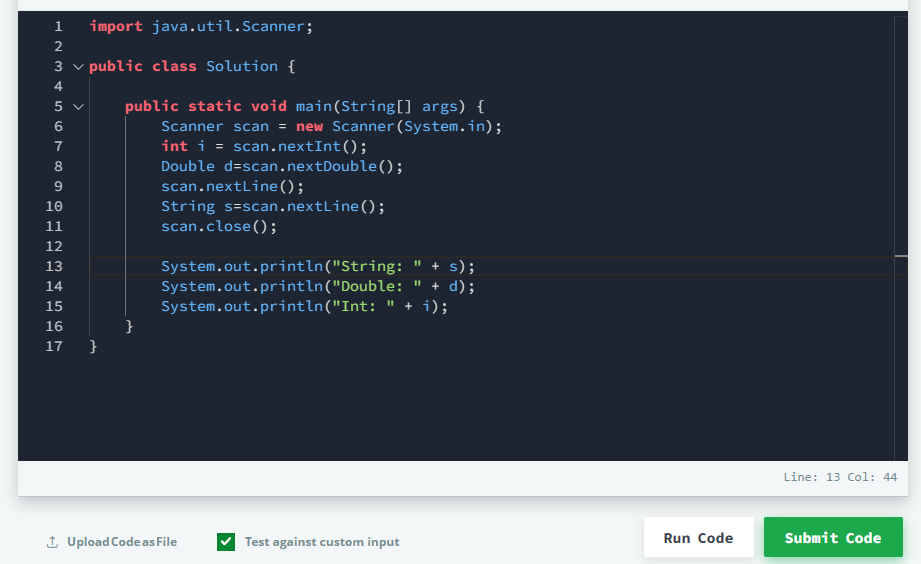 1 import java.util.Scanner;
2
3 public class Solution {
4
5     public static void main(String[] args) {
6         Scanner scan = new Scanner(System.in);
7         int i = scan.nextInt();
8         Double d=scan.nextDouble();
9         scan.nextLine();
10         String s=scan.nextLine();
11         scan.close();
12
13         System.out.println("String: " + s);
14         System.out.println("Double: " + d);
15         System.out.println("Int: " + i);
16     }
17 }
Line: 13 Col: 44
Upload Code as File Test against custom input Run Code Submit Code